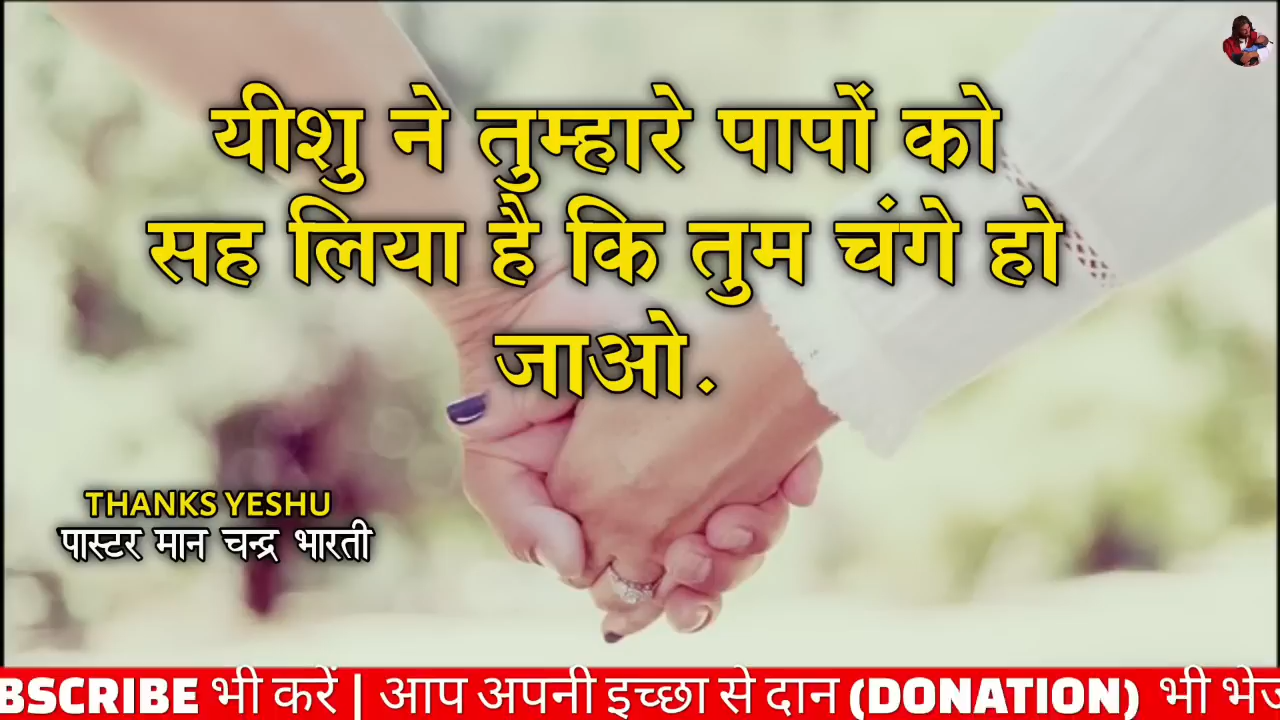 यीशु ने तुम्हारे पापों को
सह लिया है कि तुम चंगे हो
जाओ.
THANKS YESHU
पास्टर मान चन्द्र भारती
BSCRIBE भी करें | आप अपनी इच्छा से दान (DONATION) भी